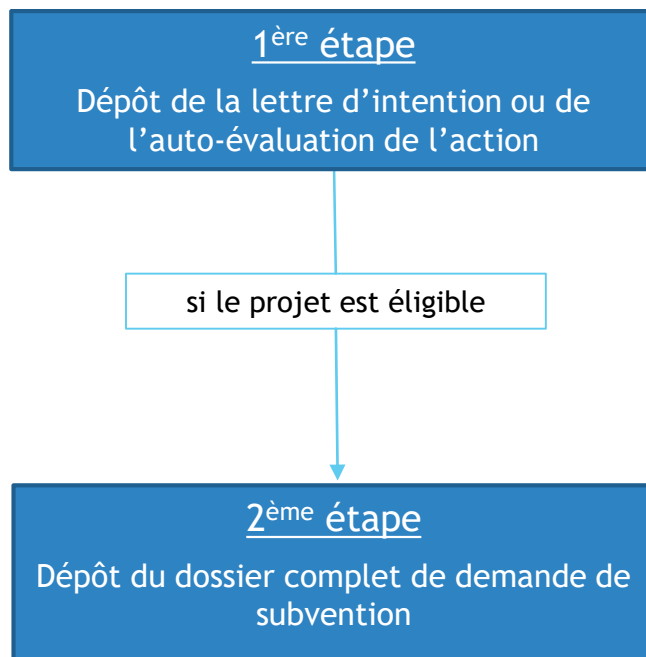 1ère étape
Dépôt de la lettre d’intention ou de
l’auto-évaluation de l’action
si le projet est éligible
2ème étape
Dépôt du dossier complet de demande de
subvention